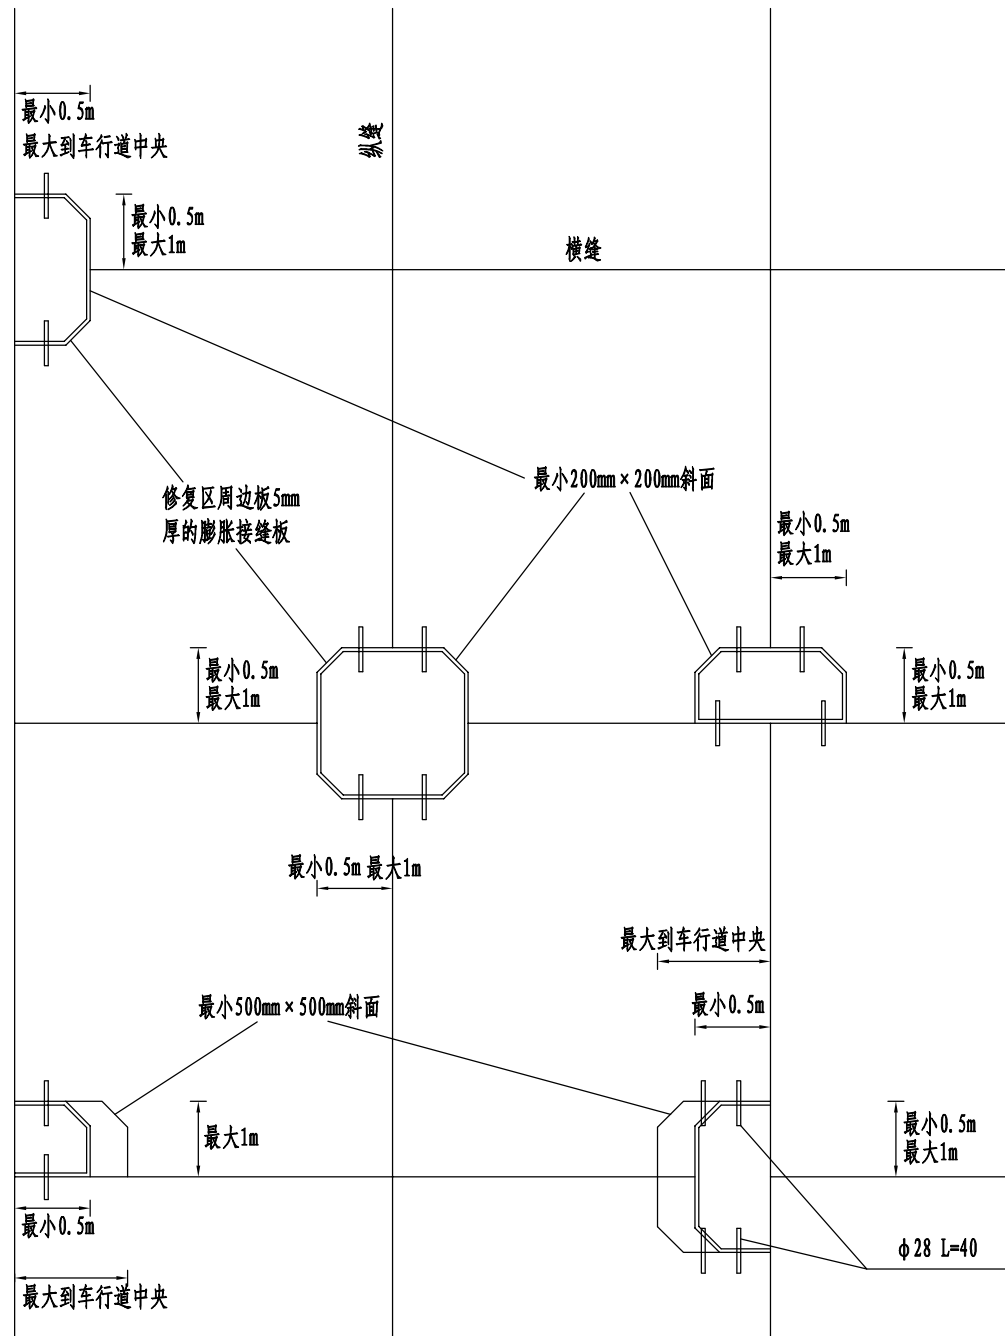 最小0.5m
最大到车行道中央
纵缝
最小0.5m
最大1m
横缝
最小200mm×200mm斜面
修复区周边板5mm
厚的膨胀接缝板
最小0.5m
最大1m
最小0.5m
最大1m
最小0.5m
最大1m
最小0.5m 最大1m
最大到车行道中央
最小500mm×500mm斜面
最小0.5m
最大1m
最小0.5m
最大1m
最小0.5m
ϕ28 L=40
最大到车行道中央